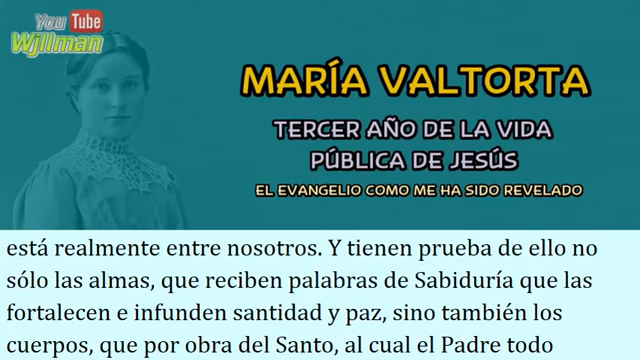 You Tube
Wjllman
MARÍA VALTORTA
TERCER AÑO DE LA VIDA
PÚBLICA DE JESÚS
EL EVANGELIO COMO ME HA SIDO REVELADO
está realmente entre nosotros. Y tienen prueba de ello no
sólo las almas, que reciben palabras de Sabiduría que las
fortalecen e infunden santidad y paz, sino también los
cuerpos, que por obra del Santo, al cual el Padre todo